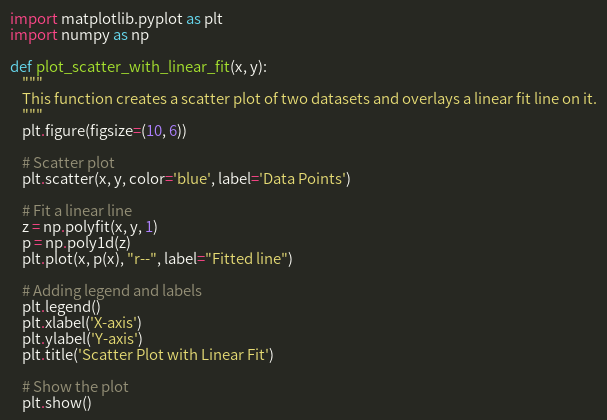 import matplotlib.pyplot as plt
import numpy as np

def plot_scatter_with_linear_fit(x, y):
    """
    This function creates a scatter plot of two datasets and overlays a linear fit line on it.
    """
    plt.figure(figsize=(10, 6))

    # Scatter plot
    plt.scatter(x, y, color='blue', label='Data Points')

    # Fit a linear line
    z = np.polyfit(x, y, 1)
    p = np.poly1d(z)
    plt.plot(x, p(x), "r--", label="Fitted line")

    # Adding legend and labels
    plt.legend()
    plt.xlabel('X-axis')
    plt.ylabel('Y-axis')
    plt.title('Scatter Plot with Linear Fit')

    # Show the plot
    plt.show()